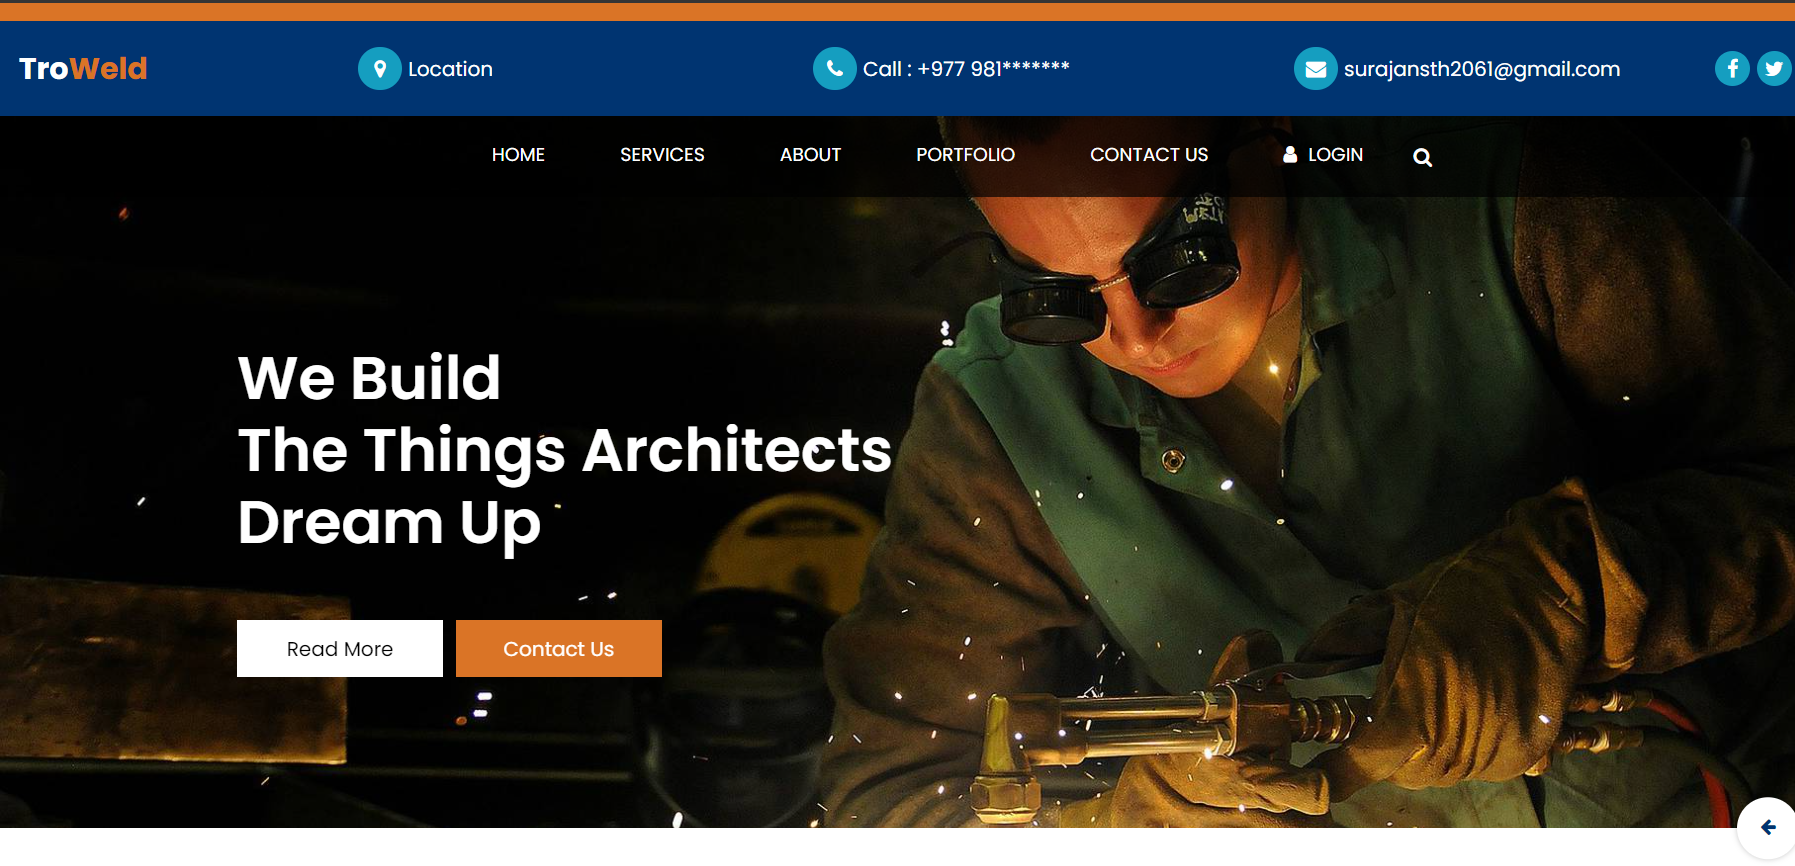 TroWeld
Location
Call : +977 981*******
surajansth2061@gmail.com
HOME SERVICES ABOUT PORTFOLIO CONTACT US LOGIN
We Build
The Things Architects
Dream Up
Read More
Contact Us